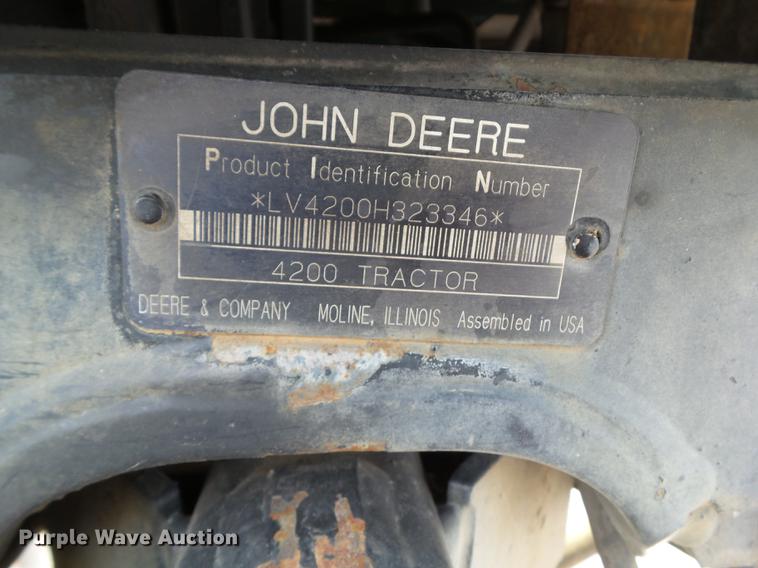 JOHN DEERE
Product Identification Number
*LV4200H323346*
4200 TRACTOR
DEERE & COMPANY MOLINE, ILLINOIS Assembled in USA
Purple Wave Auction®